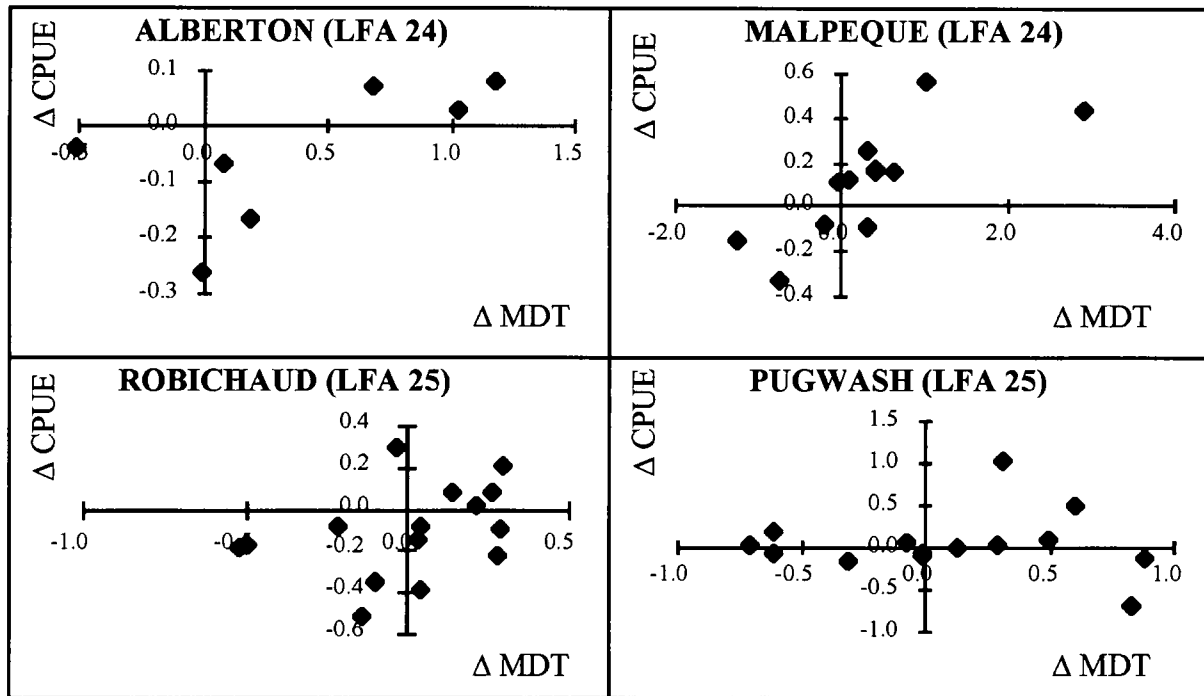 ALBERTON (LFA 24)
Δ CPUE
0.1
0.0
-0.5 0.0 0.5 1.0 1.5
-0.1
-0.2
-0.3
Δ MDT
MALPEQUE (LFA 24)
Δ CPUE
0.6
0.4
0.2
0.0
-2.0 0.0 2.0 4.0
-0.2
-0.4
Δ MDT
ROBICHAUD (LFA 25)
Δ CPUE
0.4
0.2
0.0
-1.0 -0.5 0.0 0.5
-0.2
-0.4
-0.6
Δ MDT
PUGWASH (LFA 25)
Δ CPUE
1.5
1.0
0.5
0.0
-1.0 -0.5 0.0 0.5 1.0
-0.5
-1.0
Δ MDT